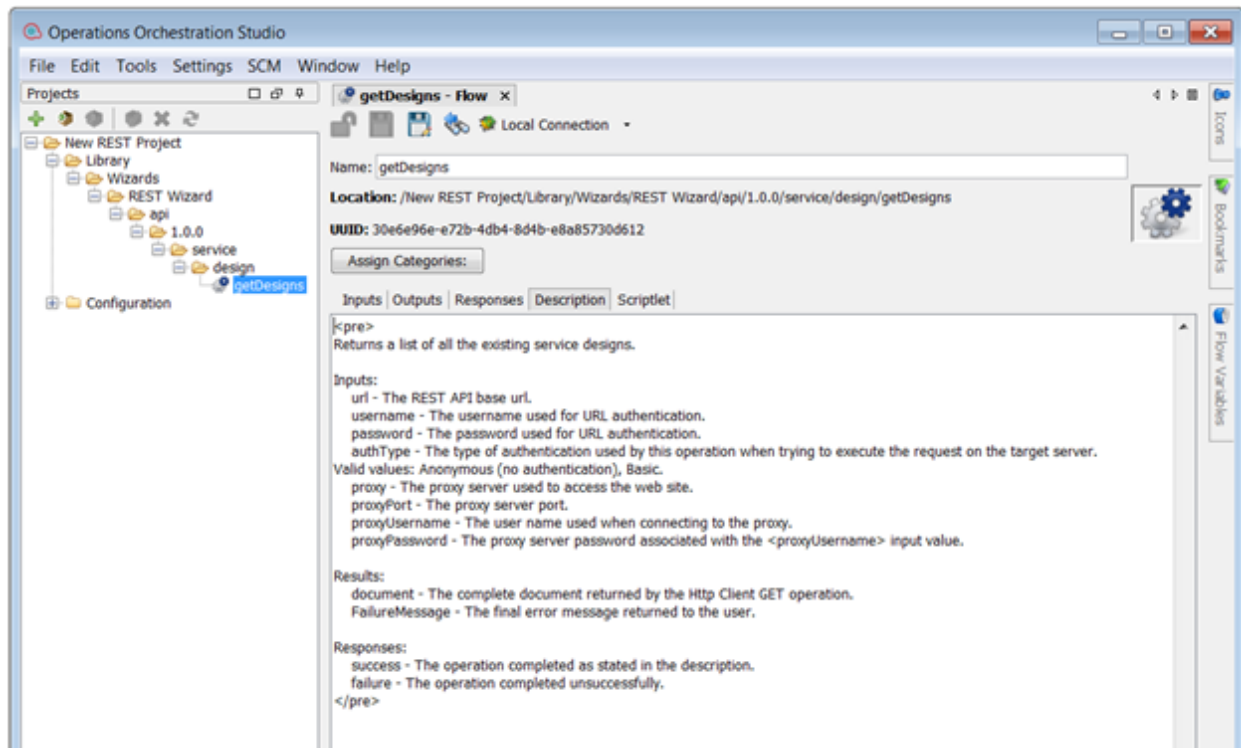 Operations Orchestration Studio
File Edit Tools Settings SCM Window Help
Projects
getDesigns - Flow
Local Connection
New REST Project
Library
Wizards
REST Wizard
api
1.0.0
service
design
getDesigns
Configuration
Name: getDesigns
Location: /New REST Project/Library/Wizards/REST Wizard/api/1.0.0/service/design/getDesigns
UUID: 30e6e96e-e72b-4db4-8d4b-e8a85730d612
Assign Categories:
Inputs Outputs Responses Description Scriptlet
<pre>
Returns a list of all the existing service designs.
Inputs:
url - The REST API base url.
username - The username used for URL authentication.
password - The password used for URL authentication.
authType - The type of authentication used by this operation when trying to execute the request on the target server.
Valid values: Anonymous (no authentication), Basic.
proxy - The proxy server used to access the web site.
proxyPort - The proxy server port.
proxyUsername - The user name used when connecting to the proxy.
proxyPassword - The proxy server password associated with the <proxyUsername> input value.
Results:
document - The complete document returned by the Http Client GET operation.
FailureMessage - The final error message returned to the user.
Responses:
success - The operation completed as stated in the description.
failure - The operation completed unsuccessfully.
</pre>
Icons
Bookmarks
Flow Variables